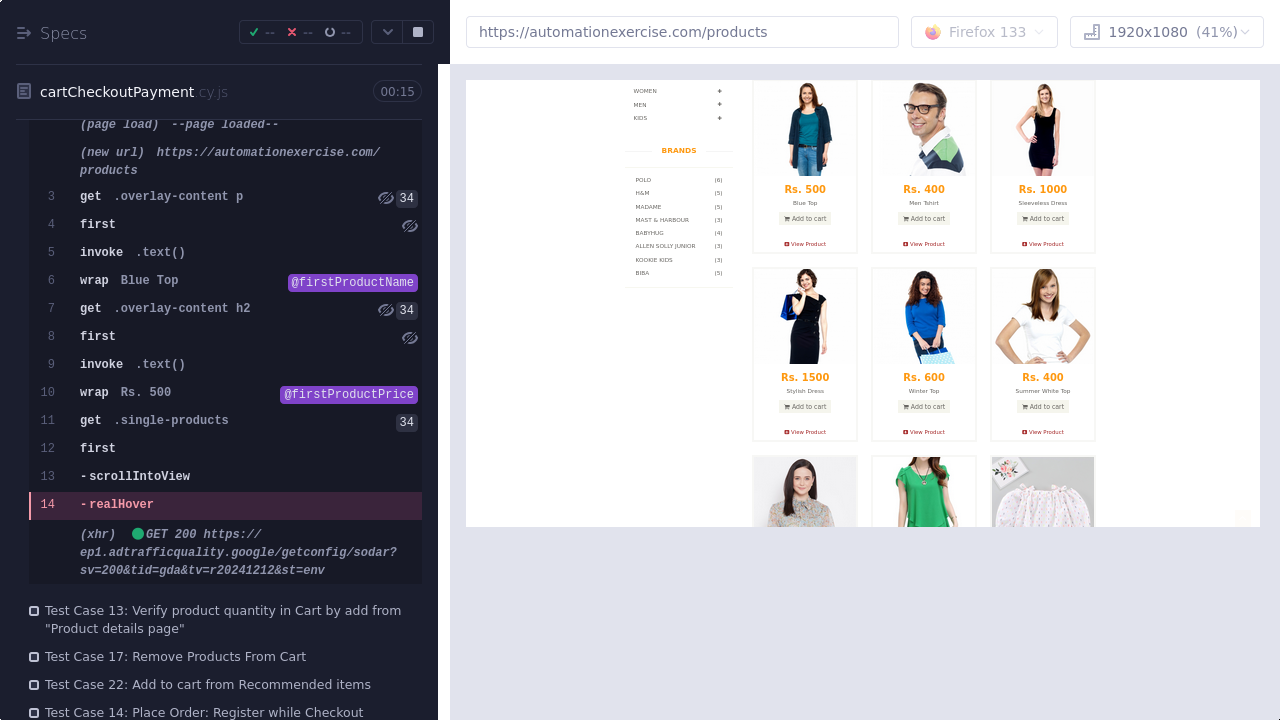 Specs
--
--
--
https://automationexercise.com/products
Firefox 133
1920x1080 (41%)
cartCheckoutPayment.cy.js
00:15
(page load) --page loaded--
(new url) https://automationexercise.com/
products
3 get .overlay-content p 34
4 first
5 invoke .text()
6 wrap Blue Top @firstProductName
7 get .overlay-content h2 34
8 first
9 invoke .text()
10 wrap Rs. 500 @firstProductPrice
11 get .single-products 34
12 first
13 -scrollIntoView
14 -realHover
(xhr) GET 200 https://
ep1.adtrafficquality.google/getconfig/sodar?
sv=200&tid=gda&tv=r20241212&st=env
Test Case 13: Verify product quantity in Cart by add from
"Product details page"
Test Case 17: Remove Products From Cart
Test Case 22: Add to cart from Recommended items
Test Case 14: Place Order: Register while Checkout
WOMEN +
MEN +
KIDS +
BRANDS
POLO (6)
H&M (5)
MADAME (5)
MAST & HARBOUR (3)
BABYHUG (4)
ALLEN SOLLY JUNIOR (3)
KOOKIE KIDS (3)
BIBA (5)
Rs. 500
Blue Top
Add to cart
View Product
Rs. 400
Men Tshirt
Add to cart
View Product
Rs. 1000
Sleeveless Dress
Add to cart
View Product
Rs. 1500
Stylish Dress
Add to cart
View Product
Rs. 600
Winter Top
Add to cart
View Product
Rs. 400
Summer White Top
Add to cart
View Product